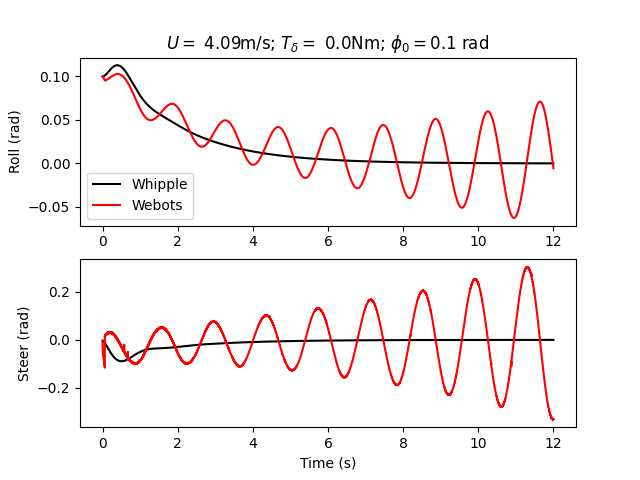 U = 4.09m/s; Tδ = 0.0Nm; ϕ0 = 0.1 rad
0.10
0.05
0.00
−0.05
Roll (rad)
Whipple
Webots
0 2 4 6 8 10 12
0.2
0.0
−0.2
Steer (rad)
0 2 4 6 8 10 12
Time (s)